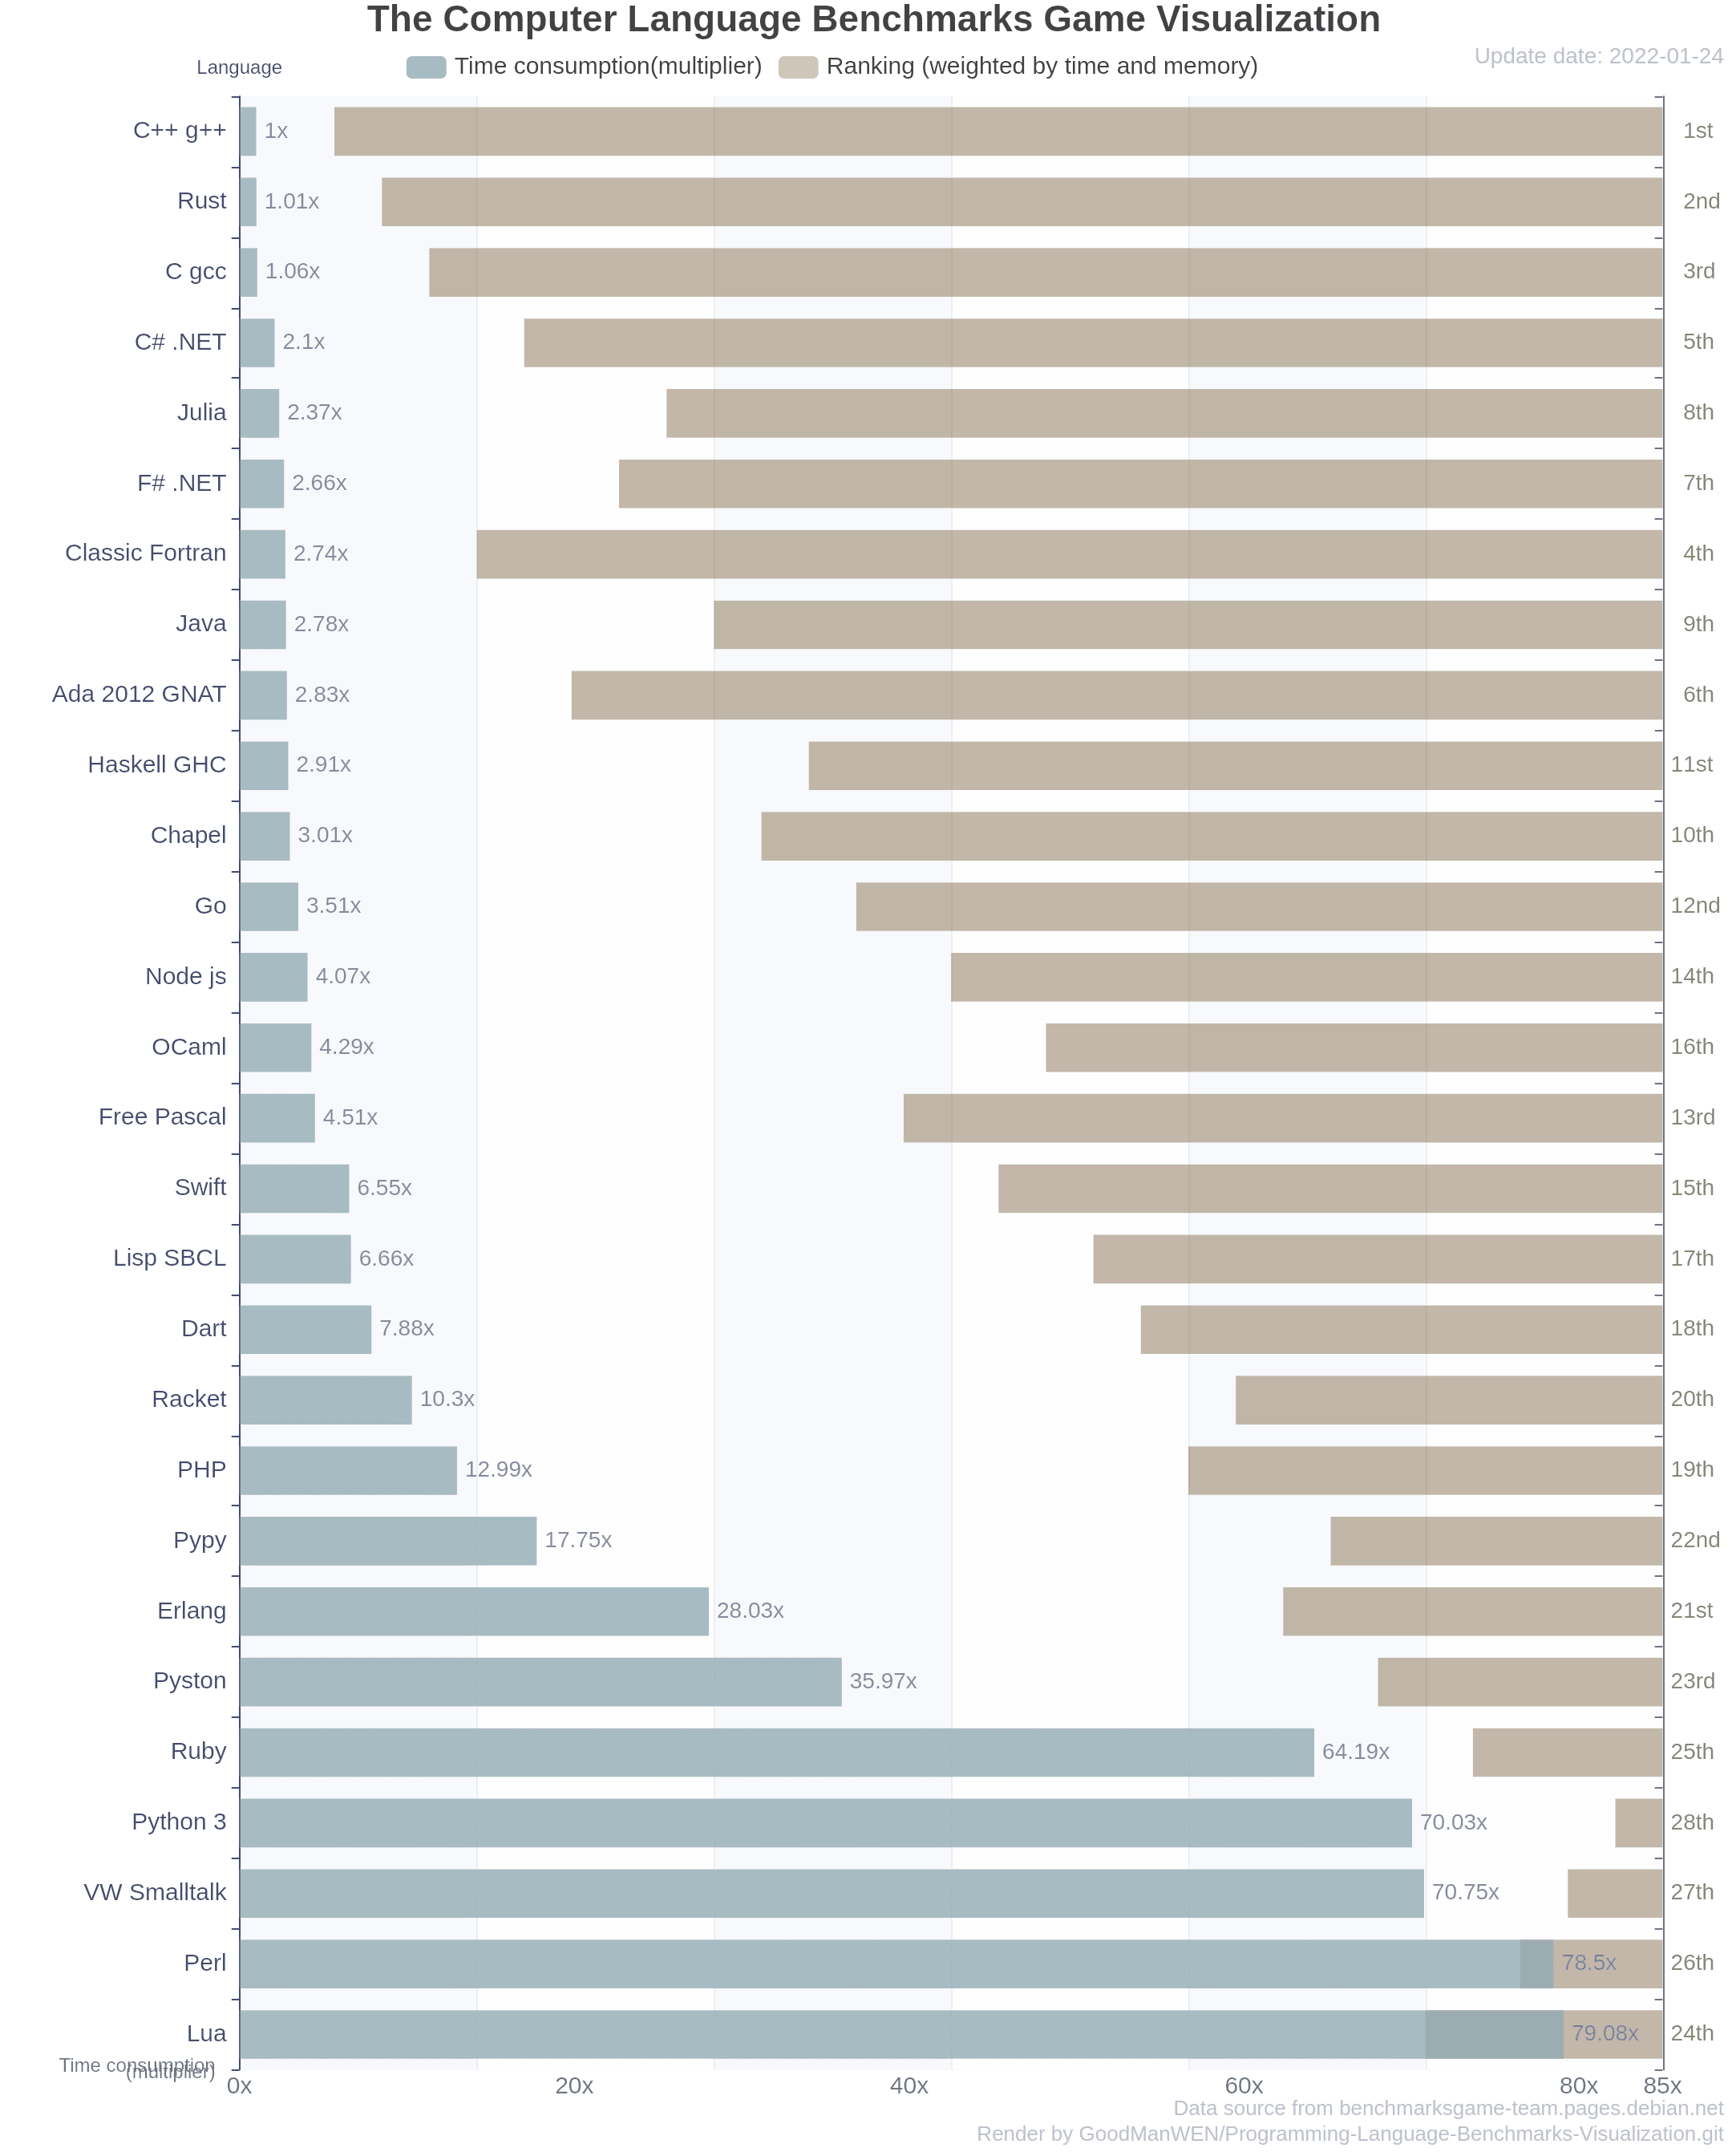 The Computer Language Benchmarks Game Visualization
Language
Time consumption(multiplier) Ranking (weighted by time and memory)
Update date: 2022-01-24
C++ g++ 1x 1st
Rust 1.01x 2nd
C gcc 1.06x 3rd
C# .NET 2.1x 5th
Julia 2.37x 8th
F# .NET 2.66x 7th
Classic Fortran 2.74x 4th
Java 2.78x 9th
Ada 2012 GNAT 2.83x 6th
Haskell GHC 2.91x 11st
Chapel 3.01x 10th
Go 3.51x 12nd
Node js 4.07x 14th
OCaml 4.29x 16th
Free Pascal 4.51x 13rd
Swift 6.55x 15th
Lisp SBCL 6.66x 17th
Dart 7.88x 18th
Racket 10.3x 20th
PHP 12.99x 19th
Pypy 17.75x 22nd
Erlang 28.03x 21st
Pyston 35.97x 23rd
Ruby 64.19x 25th
Python 3 70.03x 28th
VW Smalltalk 70.75x 27th
Perl 78.5x 26th
Lua 79.08x 24th
Time consumption
(multiplier)
0x 20x 40x 60x 80x 85x
Data source from benchmarksgame-team.pages.debian.net
Render by GoodManWEN/Programming-Language-Benchmarks-Visualization.git